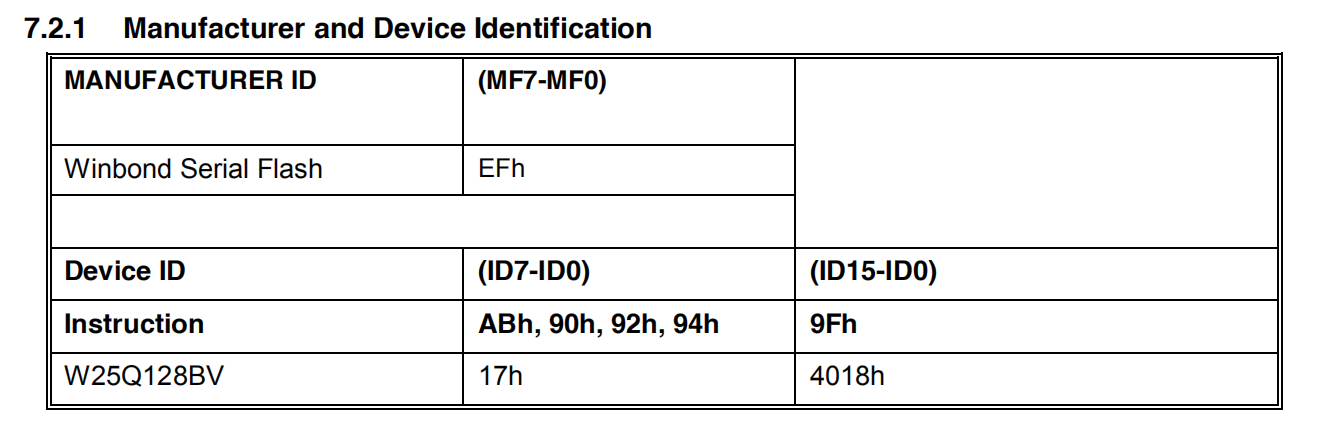 7.2.1 Manufacturer and Device Identification
MANUFACTURER ID (MF7-MF0)
Winbond Serial Flash EFh
Device ID (ID7-ID0) (ID15-ID0)
Instruction ABh, 90h, 92h, 94h 9Fh
W25Q128BV 17h 4018h